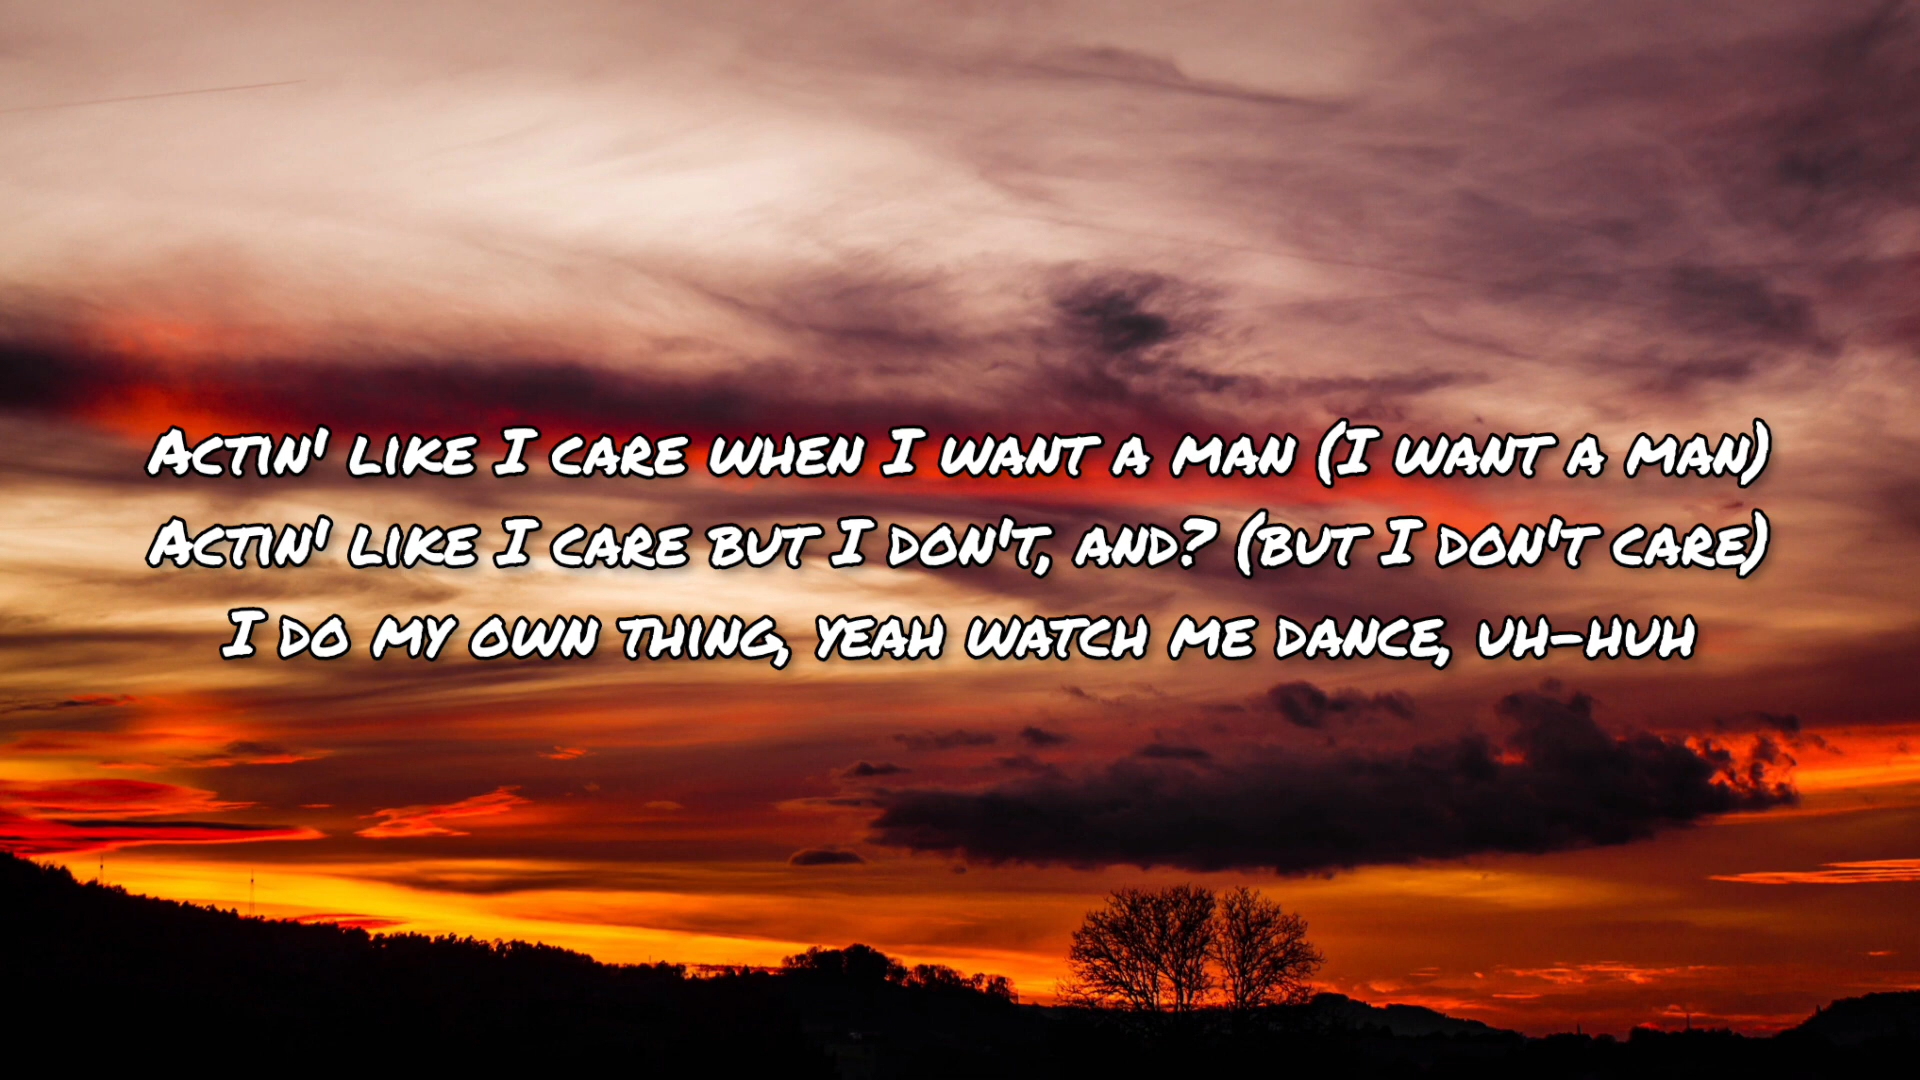 Actin' like I care when I want a man (I want a man)
Actin' like I care but I don't, and? (but I don't care)
I do my own thing, yeah watch me dance, uh-huh